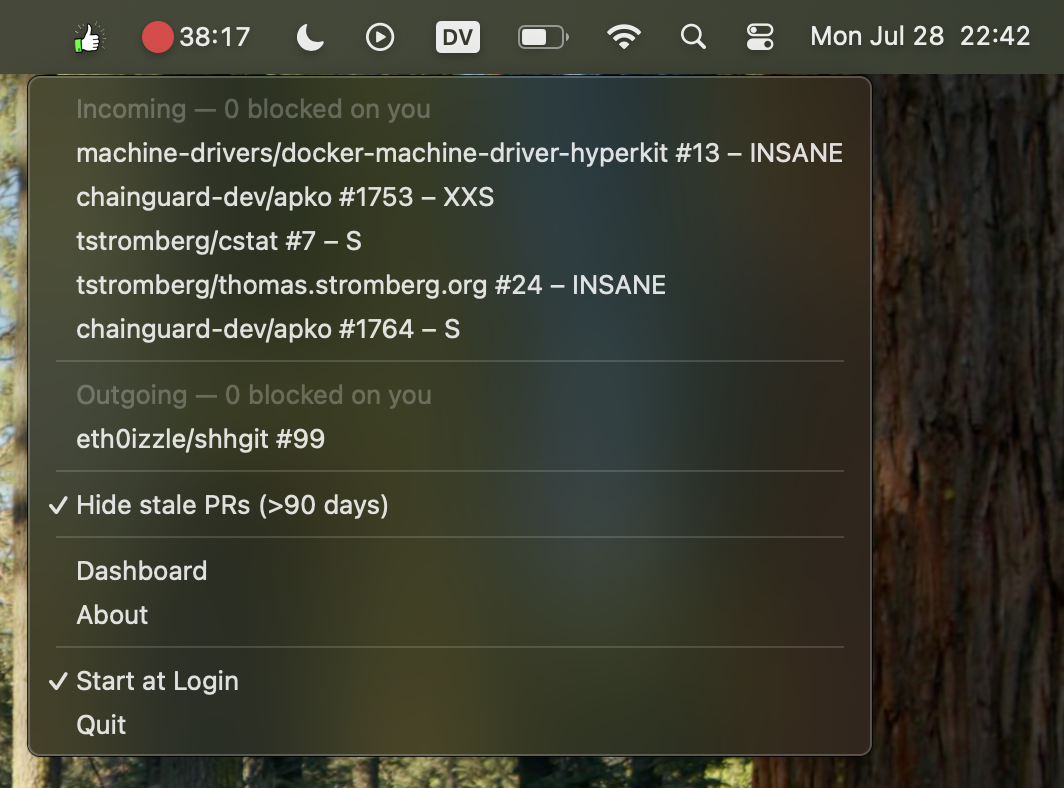 38:17 DV Mon Jul 28 22:42
Incoming — 0 blocked on you
machine-drivers/docker-machine-driver-hyperkit #13 – INSANE
chainguard-dev/apko #1753 – XXS
tstromberg/cstat #7 – S
tstromberg/thomas.stromberg.org #24 – INSANE
chainguard-dev/apko #1764 – S
Outgoing — 0 blocked on you
eth0izzle/shhgit #99
Hide stale PRs (>90 days)
Dashboard
About
Start at Login
Quit